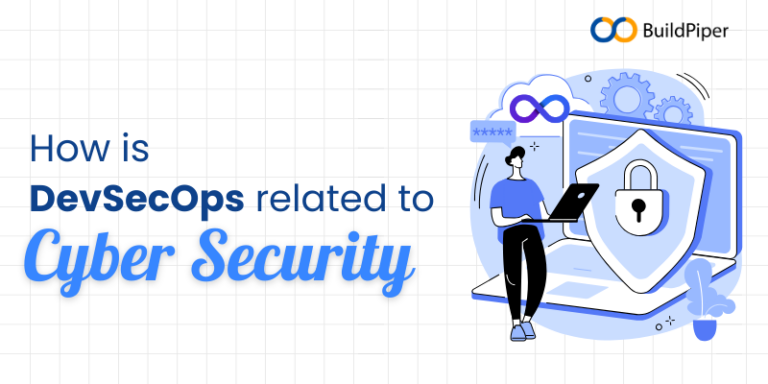 BuildPiper
How is
DevSecOps related to
Cyber Security
*****